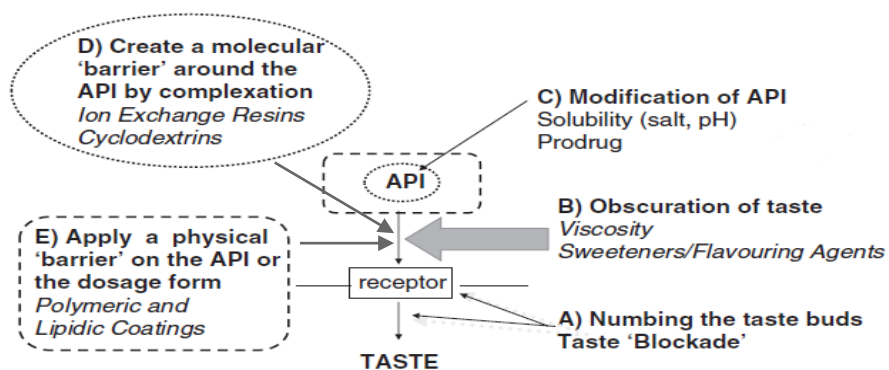 D) Create a molecular
'barrier' around the
API by complexation
Ion Exchange Resins
Cyclodextrins
C) Modification of API
Solubility (salt, pH)
Prodrug
API
B) Obscuration of taste
Viscosity
Sweeteners/Flavouring Agents
E) Apply a physical
'barrier' on the API or
the dosage form
Polymeric and
Lipidic Coatings
receptor
A) Numbing the taste buds
Taste 'Blockade'
TASTE